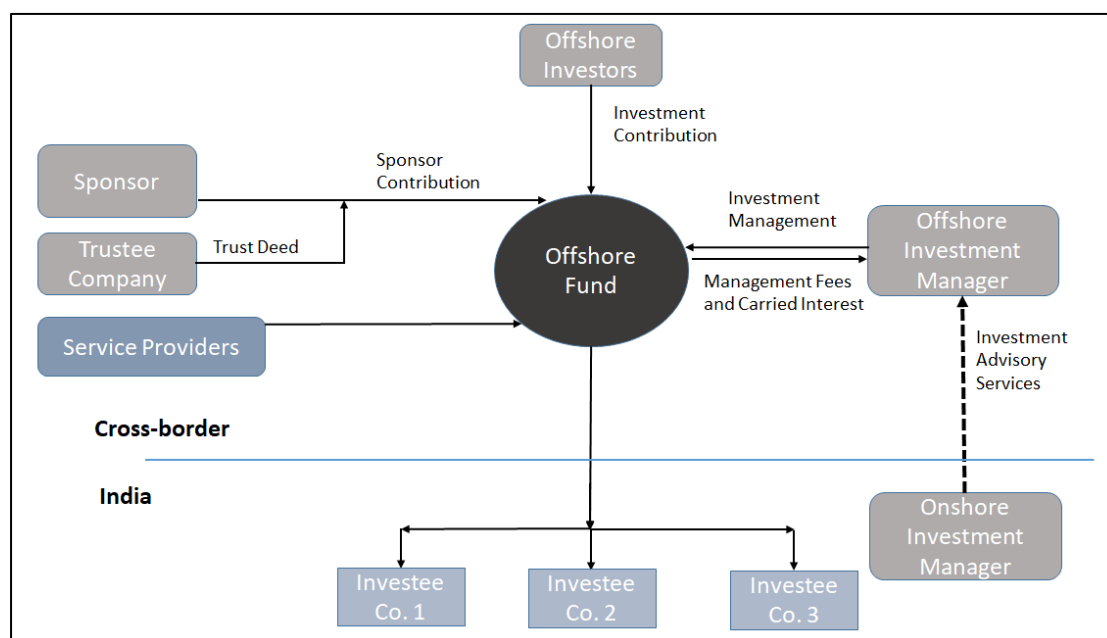 Offshore
Investors
Investment
Contribution
Sponsor
Sponsor
Contribution
Trustee
Company
Trust Deed
Service Providers
Offshore
Fund
Investment
Management
Management Fees
and Carried Interest
Offshore
Investment
Manager
Investment
Advisory
Services
Cross-border
India
Onshore
Investment
Manager
Investee
Co. 1
Investee
Co. 2
Investee
Co. 3